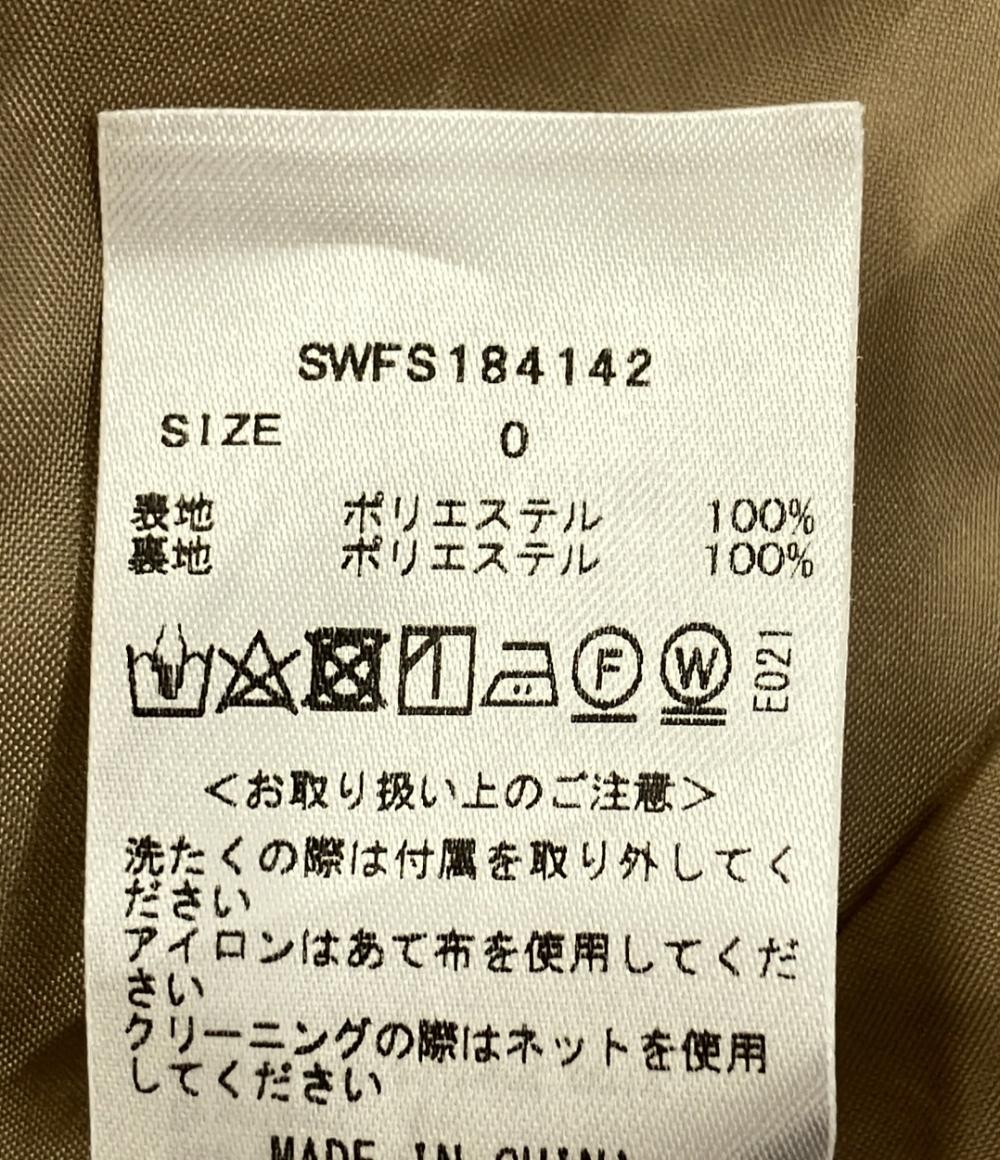 SWFS184142
SIZE 0
表地 ポリエステル 100%
裏地 ポリエステル 100%
F W E021
<お取り扱い上のご注意>
洗たくの際は付属を取り外してく
ださい
アイロンはあて布を使用してくだ
さい
クリーニングの際はネットを使用
してください
MADE IN CHINA